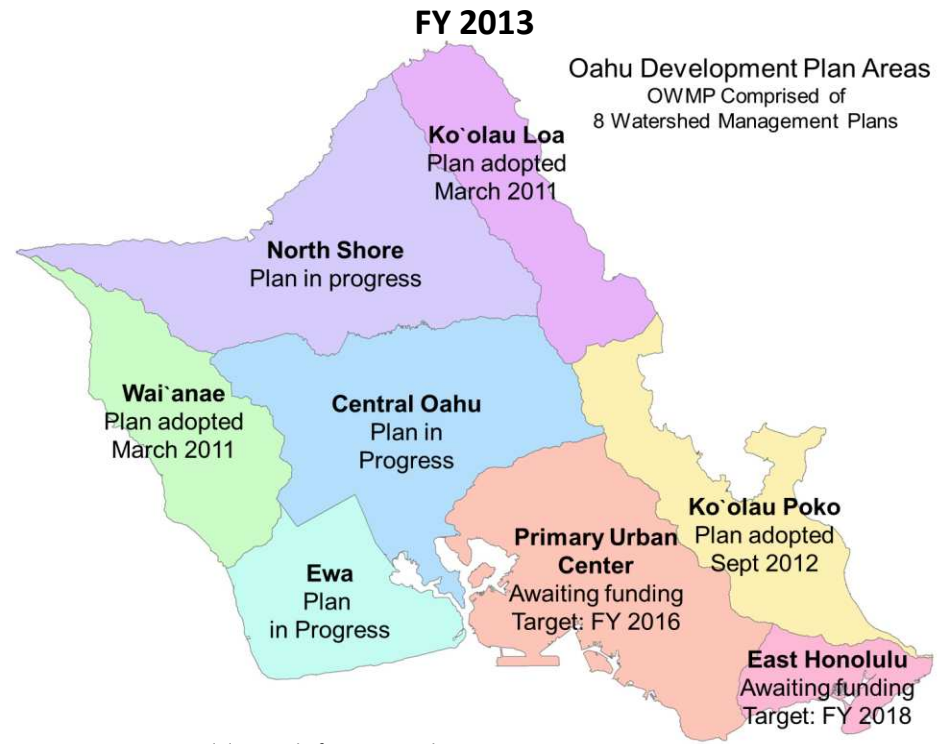 FY 2013
Oahu Development Plan Areas
OWMP Comprised of
8 Watershed Management Plans
Ko`olau Loa
Plan adopted
March 2011
North Shore
Plan in progress
Wai`anae
Plan adopted
March 2011
Central Oahu
Plan in
Progress
Ko`olau Poko
Plan adopted
Sept 2012
Primary Urban
Center
Awaiting funding
Target: FY 2016
Ewa
Plan
in Progress
East Honolulu
Awaiting funding
Target: FY 2018